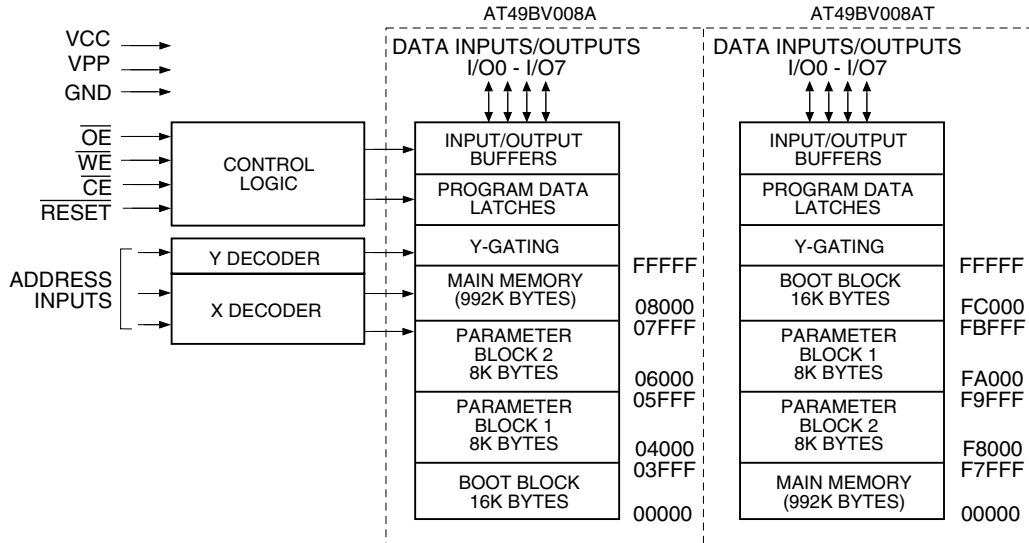 AT49BV008A
AT49BV008AT
VCC
VPP
GND
OE
WE
CE
RESET
CONTROL
LOGIC
ADDRESS
INPUTS
Y DECODER
X DECODER
DATA INPUTS/OUTPUTS
I/O0 - I/O7
INPUT/OUTPUT
BUFFERS
PROGRAM DATA
LATCHES
Y-GATING
MAIN MEMORY
(992K BYTES)
PARAMETER
BLOCK 2
8K BYTES
PARAMETER
BLOCK 1
8K BYTES
BOOT BLOCK
16K BYTES
FFFFF
08000
07FFF
06000
05FFF
04000
03FFF
00000
DATA INPUTS/OUTPUTS
I/O0 - I/O7
INPUT/OUTPUT
BUFFERS
PROGRAM DATA
LATCHES
Y-GATING
BOOT BLOCK
16K BYTES
PARAMETER
BLOCK 1
8K BYTES
PARAMETER
BLOCK 2
8K BYTES
MAIN MEMORY
(992K BYTES)
FFFFF
FC000
FBFFF
FA000
F9FFF
F8000
F7FFF
00000